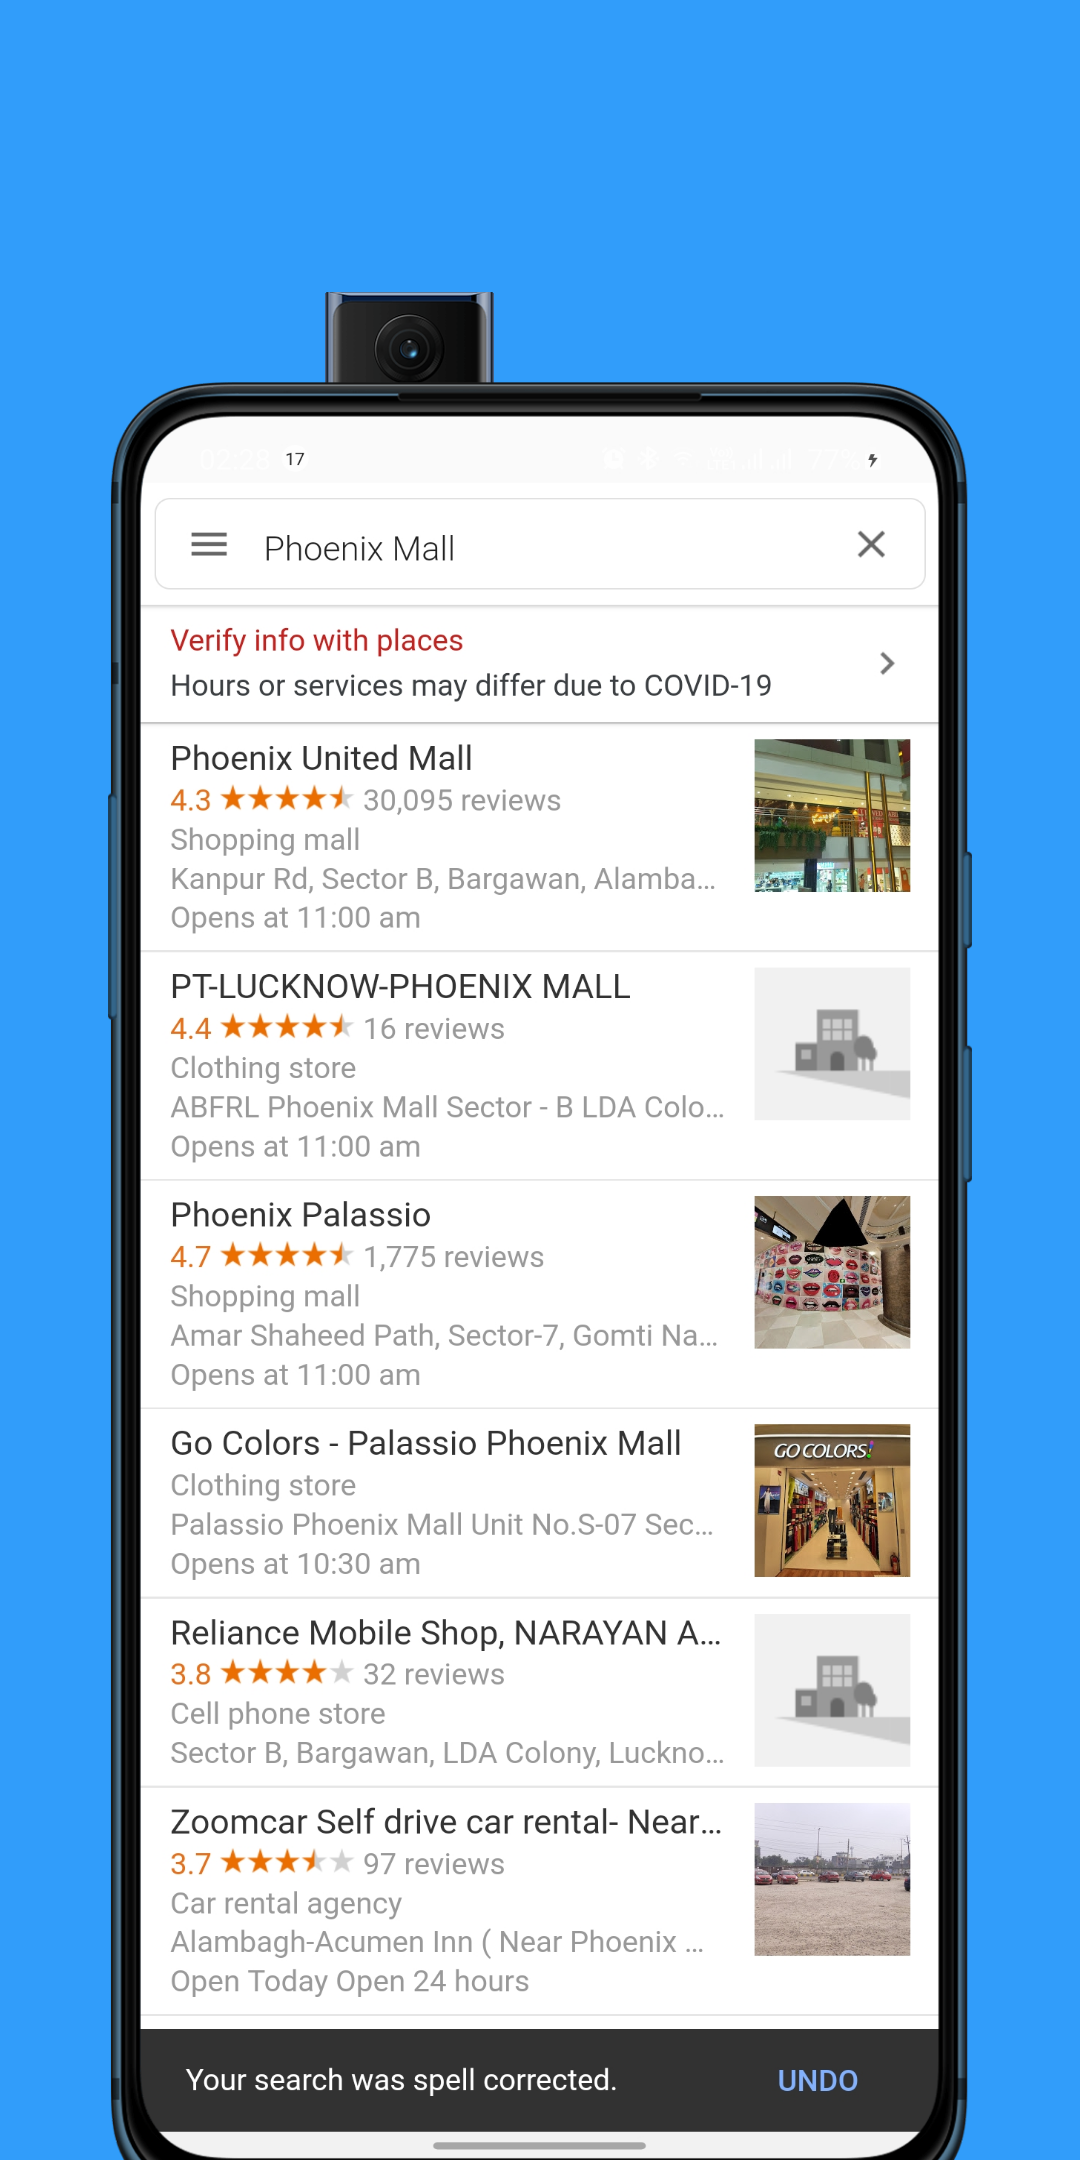 02:28 17 77%
Phoenix Mall
Verify info with places
Hours or services may differ due to COVID-19
Phoenix United Mall
4.3 30,095 reviews
Shopping mall
Kanpur Rd, Sector B, Bargawan, Alamba...
Opens at 11:00 am
PT-LUCKNOW-PHOENIX MALL
4.4 16 reviews
Clothing store
ABFRL Phoenix Mall Sector - B LDA Colo...
Opens at 11:00 am
Phoenix Palassio
4.7 1,775 reviews
Shopping mall
Amar Shaheed Path, Sector-7, Gomti Na...
Opens at 11:00 am
Go Colors - Palassio Phoenix Mall
Clothing store
Palassio Phoenix Mall Unit No.S-07 Sec...
Opens at 10:30 am
GO COLORS!
Reliance Mobile Shop, NARAYAN A...
3.8 32 reviews
Cell phone store
Sector B, Bargawan, LDA Colony, Luckno...
Zoomcar Self drive car rental- Near...
3.7 97 reviews
Car rental agency
Alambagh-Acumen Inn ( Near Phoenix ...
Open Today Open 24 hours
Your search was spell corrected. UNDO